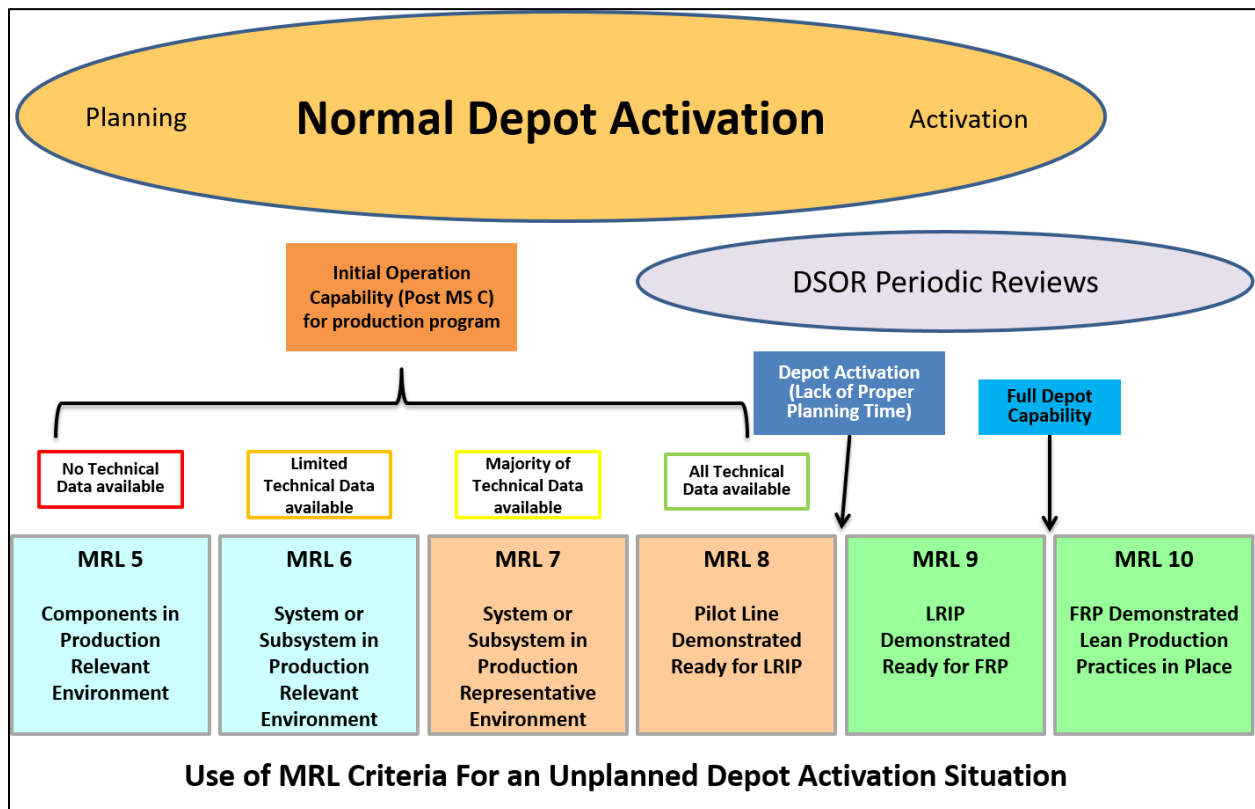 Planning
Normal Depot Activation
Activation
Initial Operation
Capability (Post MS C)
for production program
DSOR Periodic Reviews
Depot Activation
(Lack of Proper
Planning Time)
Full Depot
Capability
No Technical
Data available
Limited
Technical Data
available
Majority of
Technical Data
available
All Technical
Data available
MRL 5
Components in
Production
Relevant
Environment
MRL 6
System or
Subsystem in
Production
Relevant
Environment
MRL 7
System or
Subsystem in
Production
Representative
Environment
MRL 8
Pilot Line
Demonstrated
Ready for LRIP
MRL 9
LRIP
Demonstrated
Ready for FRP
MRL 10
FRP Demonstrated
Lean Production
Practices in Place
Use of MRL Criteria For an Unplanned Depot Activation Situation